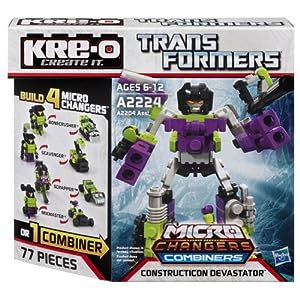 KRE-O
CREATE IT.
TRANSFORMERS
AGES 6-12
A2224
A2204 Asst.
BUILD 4
MICRO
CHANGERS
BONECRUSHER
SCAVENGER
SCRAPPER
MIXMASTER
OR 1 COMBINER
77 PIECES
MICRO
CHANGERS
COMBINERS
CONSTRUCTICON DEVASTATOR
Hasbro